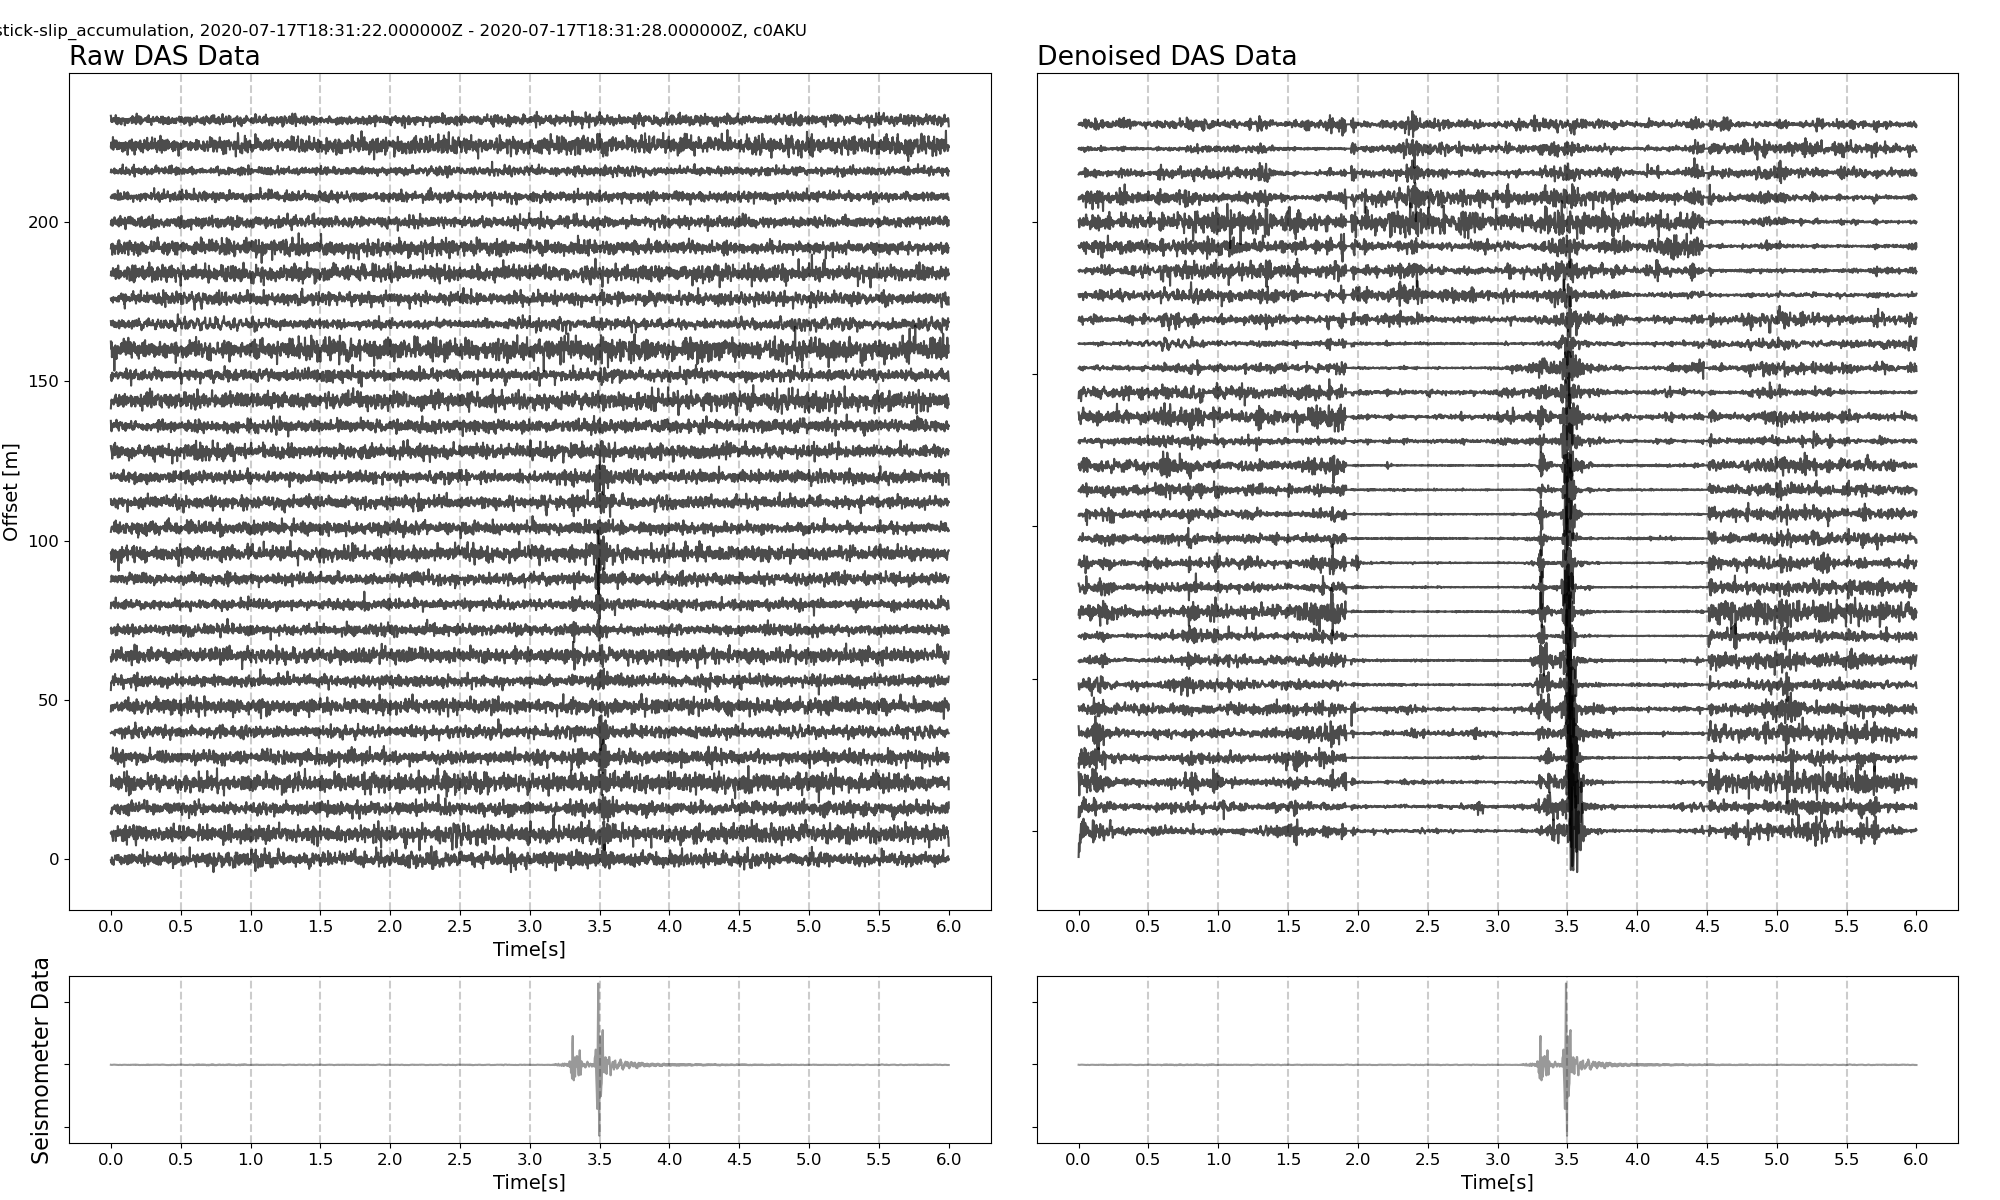 stick-slip_accumulation, 2020-07-17T18:31:22.000000Z - 2020-07-17T18:31:28.000000Z, c0AKU
Raw DAS Data
Denoised DAS Data
Offset [m]
200
150
100
50
0
0.0 0.5 1.0 1.5 2.0 2.5 3.0 3.5 4.0 4.5 5.0 5.5 6.0
Time[s]
0.0 0.5 1.0 1.5 2.0 2.5 3.0 3.5 4.0 4.5 5.0 5.5 6.0
Seismometer Data
0.0 0.5 1.0 1.5 2.0 2.5 3.0 3.5 4.0 4.5 5.0 5.5 6.0
Time[s]
0.0 0.5 1.0 1.5 2.0 2.5 3.0 3.5 4.0 4.5 5.0 5.5 6.0
Time[s]